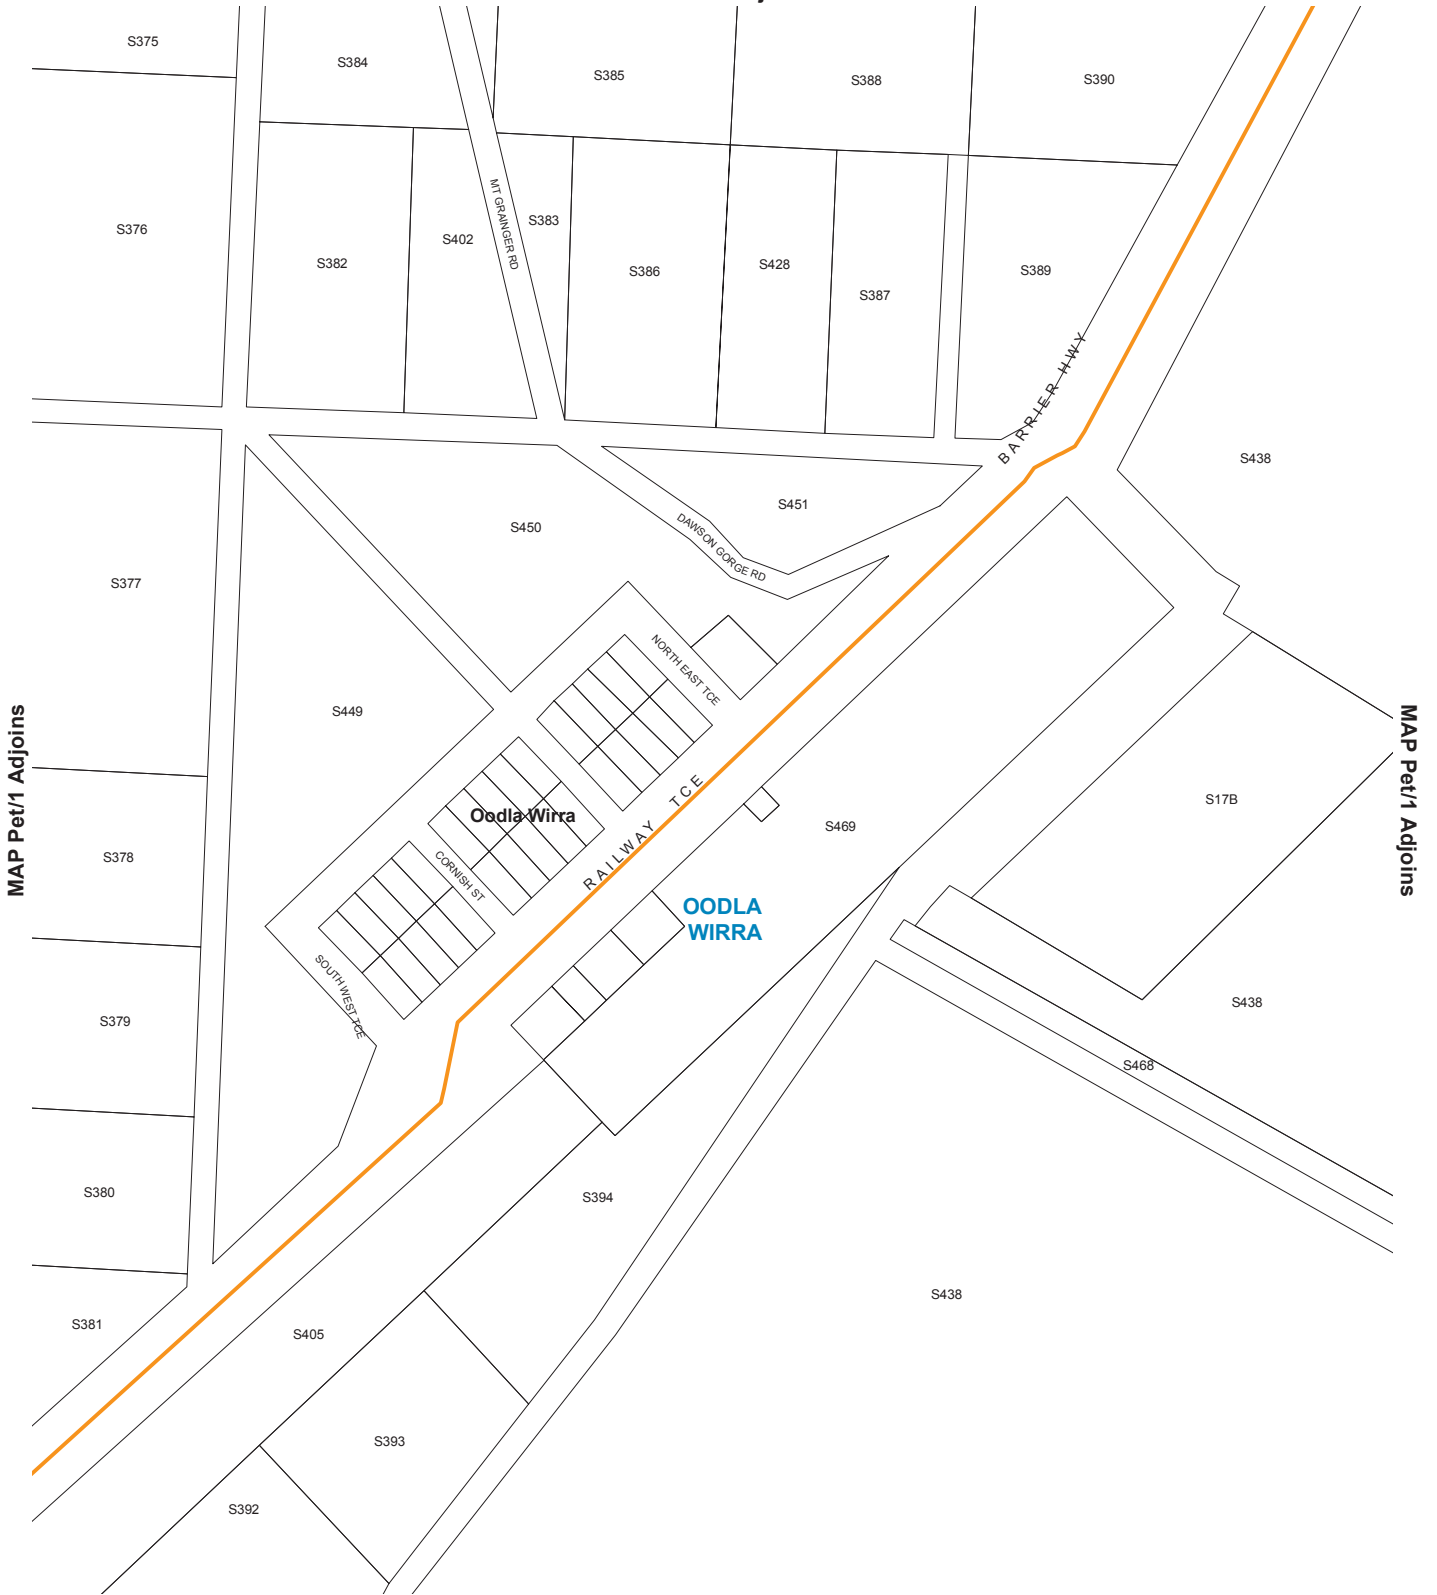 S375
S384
S385
S388
S390
S376
S382
S402
MT GRAINGER RD
S383
S386
S428
S387
S389
BARRIER HWY
S438
S451
S450
DAWSON GORGE RD
S377
NORTH EAST TCE
S449
MAP Pet/1 Adjoins
MAP Pet/1 Adjoins
RAILWAY TCE
Oodla Wirra
S17B
S469
S378
CORNISH ST
OODLA
WIRRA
SOUTH WEST TCE
S379
S438
S468
S380
S394
S438
S381
S405
S393
S392